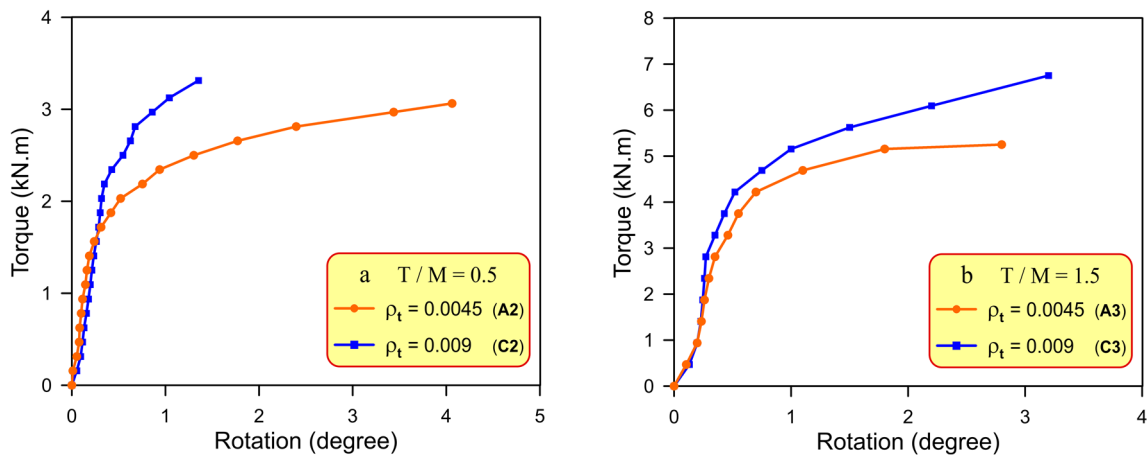 4
3
2
1
0
Torque (kN.m)
0 1 2 3 4 5
Rotation (degree)
a T / M = 0.5
ρt = 0.0045 (A2)
ρt = 0.009 (C2)
8
7
6
5
4
3
2
1
0
Torque (kN.m)
0 1 2 3 4
Rotation (degree)
b T / M = 1.5
ρt = 0.0045 (A3)
ρt = 0.009 (C3)